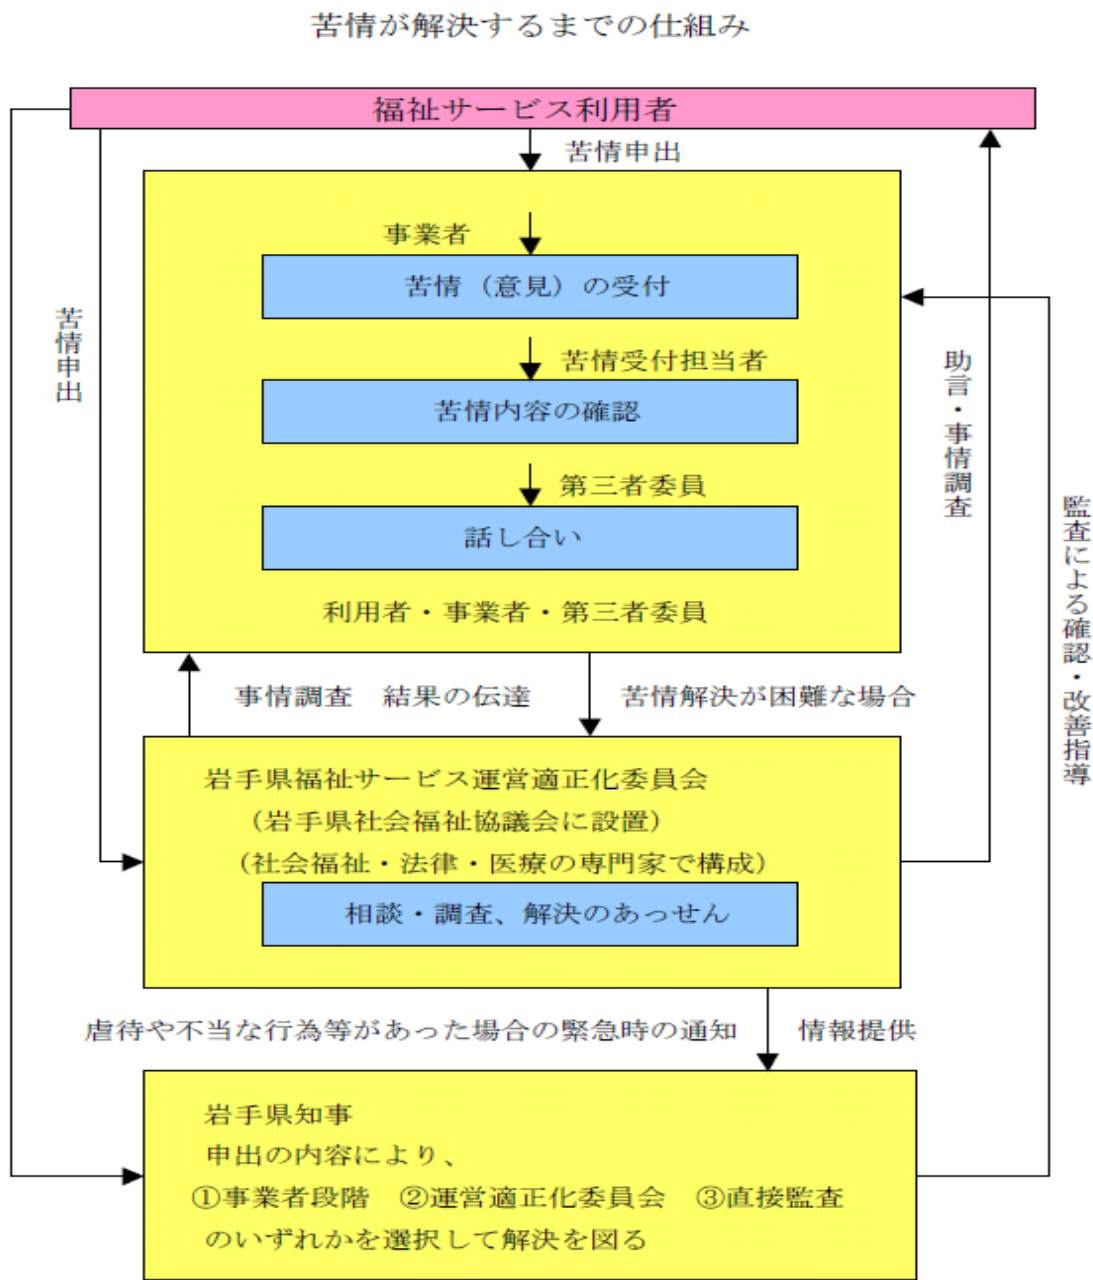 苦情が解決するまでの仕組み
福祉サービス利用者
苦情申出
事業者
苦情（意見）の受付
苦情受付担当者
苦情内容の確認
第三者委員
話し合い
利用者・事業者・第三者委員
苦情申出
助言・事情調査
監査による確認・改善指導
事情調査　結果の伝達
苦情解決が困難な場合
岩手県福祉サービス運営適正化委員会
（岩手県社会福祉協議会に設置）
（社会福祉・法律・医療の専門家で構成）
相談・調査、解決のあっせん
虐待や不当な行為等があった場合の緊急時の通知
情報提供
岩手県知事
申出の内容により、
①事業者段階　②運営適正化委員会　③直接監査
のいずれかを選択して解決を図る